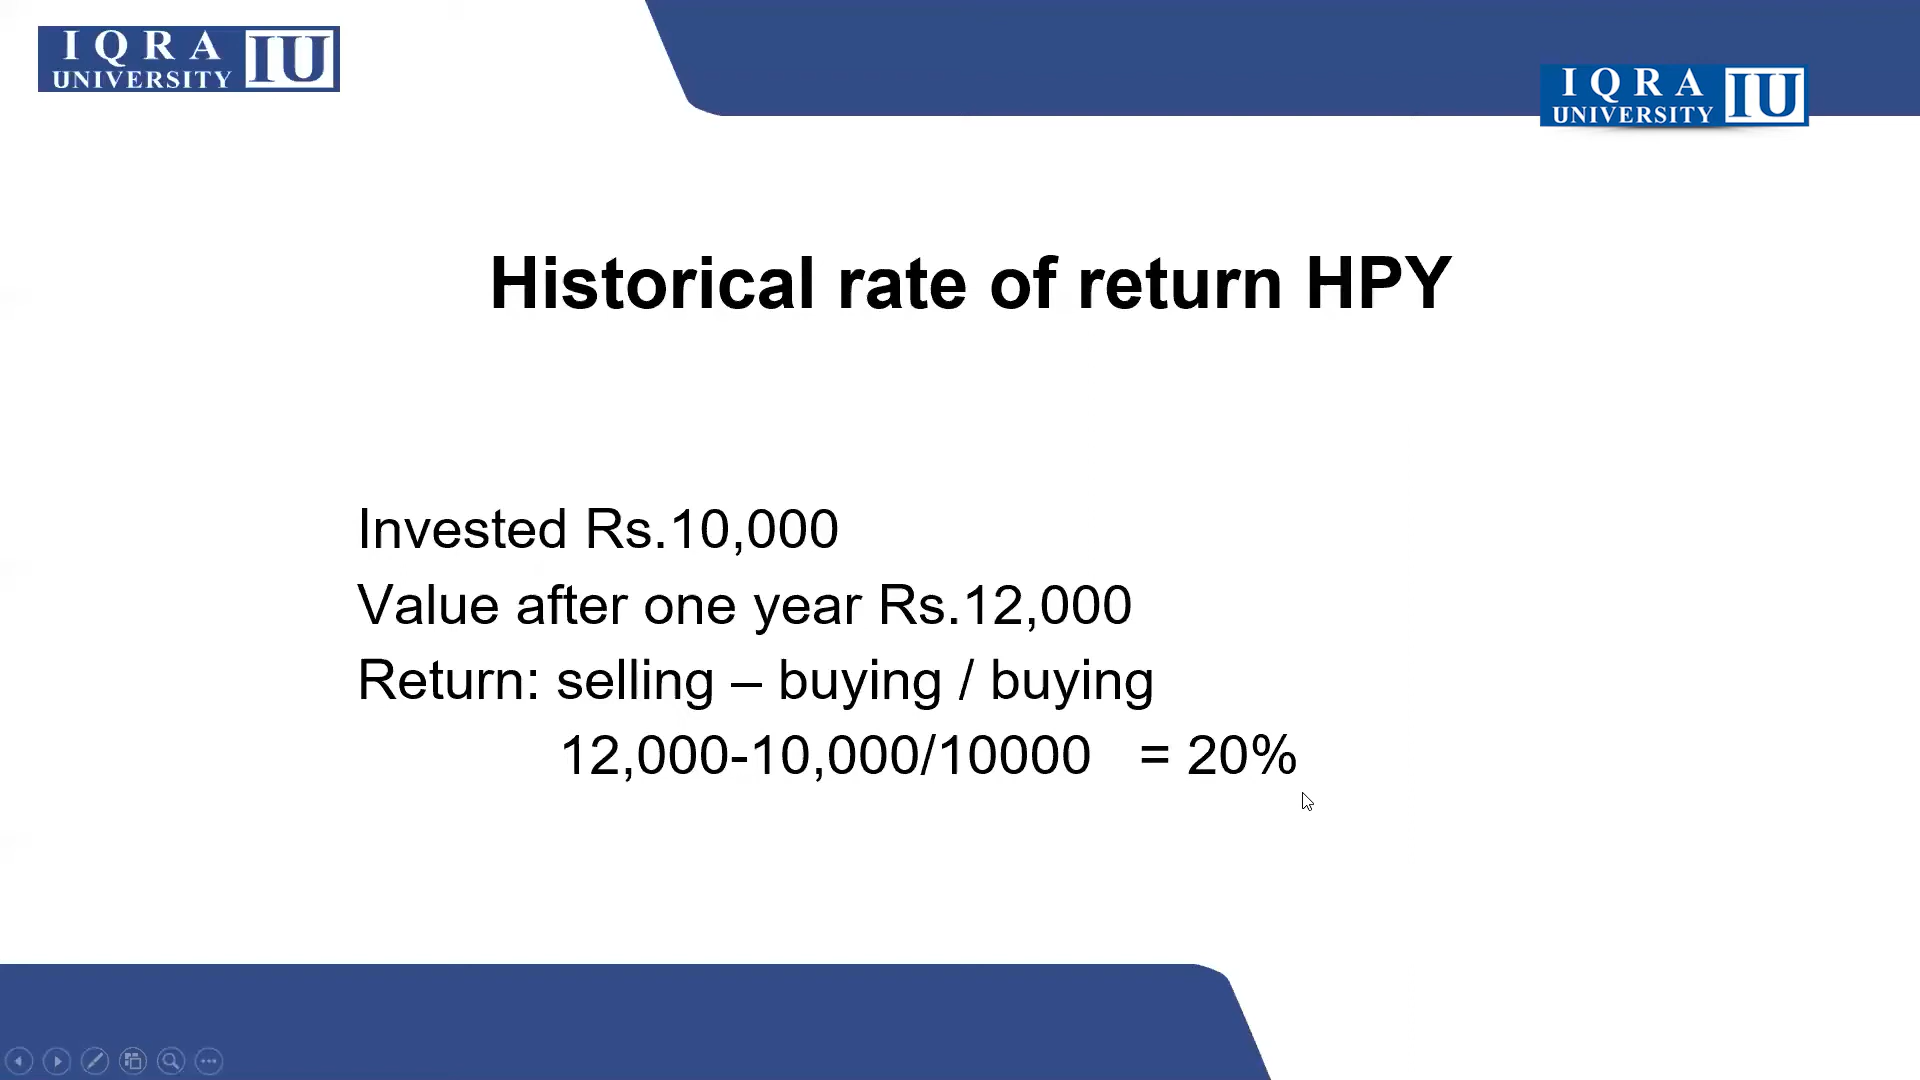 IQRA
UNIVERSITY IU
IQRA
UNIVERSITY IU
Historical rate of return HPY
Invested Rs.10,000
Value after one year Rs.12,000
Return: selling – buying / buying
12,000-10,000/10000 = 20%